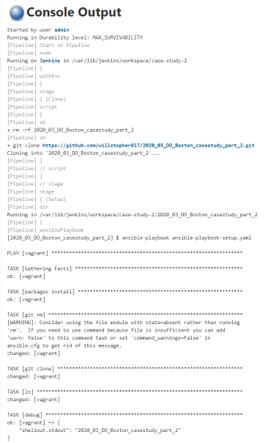 Console Output
Started by user admin
Running in Durability level: MAX_SURVIVABILITY
[Pipeline] Start of Pipeline
[Pipeline] node
Running on Jenkins in /var/lib/jenkins/workspace/case-study-2
[Pipeline] {
[Pipeline] withEnv
[Pipeline] {
[Pipeline] stage
[Pipeline] { (Clone)
[Pipeline] script
[Pipeline] {
[Pipeline] sh
+ rm -rf 2020_03_DO_Boston_casestudy_part_2
[Pipeline] sh
+ git clone https://github.com/willstopher817/2020_03_DO_Boston_casestudy_part_2.git
Cloning into '2020_03_DO_Boston_casestudy_part_2'...
[Pipeline] }
[Pipeline] // script
[Pipeline] }
[Pipeline] // stage
[Pipeline] stage
[Pipeline] { (Setup)
[Pipeline] dir
Running in /var/lib/jenkins/workspace/case-study-2/2020_03_DO_Boston_casestudy_part_2
[Pipeline] {
[Pipeline] ansiblePlaybook
[2020_03_DO_Boston_casestudy_part_2] $ ansible-playbook ansible-playbook-setup.yaml
PLAY [vagrant] ****************************************************
TASK [Gathering Facts] ********************************************
ok: [vagrant]
TASK [packages install] *******************************************
ok: [vagrant]
TASK [git rm] *****************************************************
[WARNING]: Consider using the file module with state=absent rather than running
'rm'.  If you need to use command because file is insufficient you can add
'warn: false' to this command task or set 'command_warnings=False' in
ansible.cfg to get rid of this message.
changed: [vagrant]
TASK [git clone] **************************************************
changed: [vagrant]
TASK [ls] *********************************************************
changed: [vagrant]
TASK [debug] ******************************************************
ok: [vagrant] => {
"shellout.stdout": "2020_03_DO_Boston_casestudy_part_2"
}